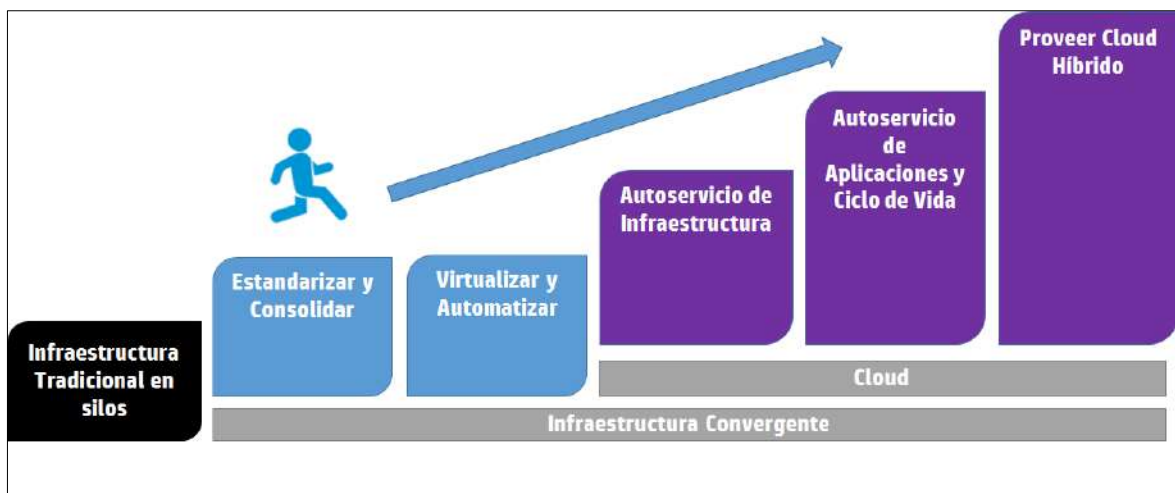 Infraestructura
Tradicional en
silos
Estandarizar y
Consolidar
Virtualizar y
Automatizar
Autoservicio de
Infraestructura
Autoservicio
de
Aplicaciones y
Ciclo de Vida
Proveer Cloud
Híbrido
Cloud
Infraestructura Convergente